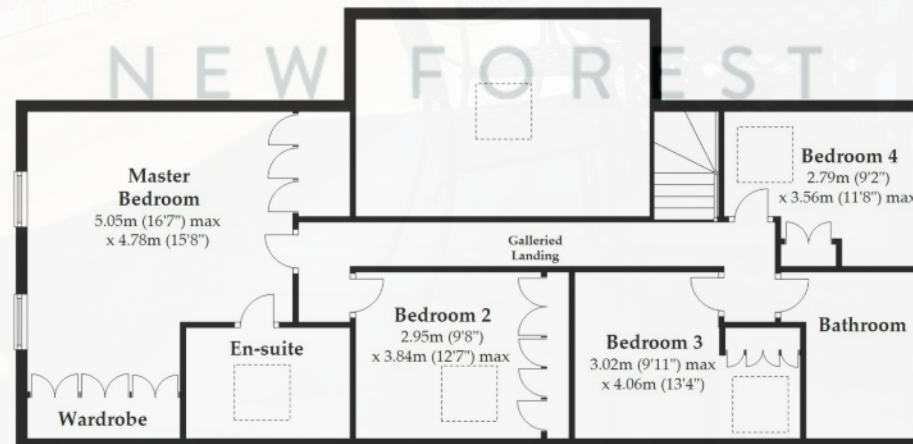 NEW FOREST
Master
Bedroom
5.05m (16'7") max
x 4.78m (15'8")
Bedroom 4
2.79m (9'2")
x 3.56m (11'8") max
Galleried
Landing
Bedroom 2
2.95m (9'8")
x 3.84m (12'7") max
Bedroom 3
3.02m (9'11") max
x 4.06m (13'4")
Bathroom
En-suite
Wardrobe